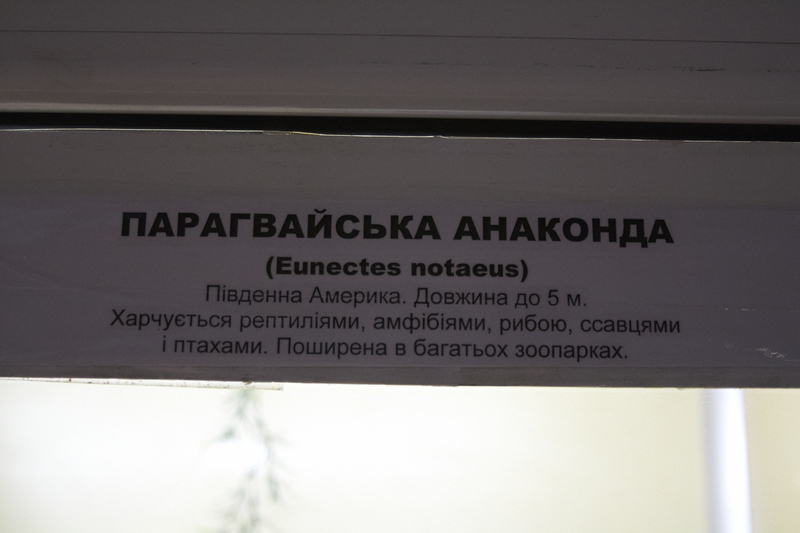 ПАРАГВАЙСЬКА АНАКОНДА
(Eunectes notaeus)
Південна Америка. Довжина до 5 м.
Харчується рептиліями, амфібіями, рибою, ссавцями
і птахами. Поширена в багатьох зоопарках.